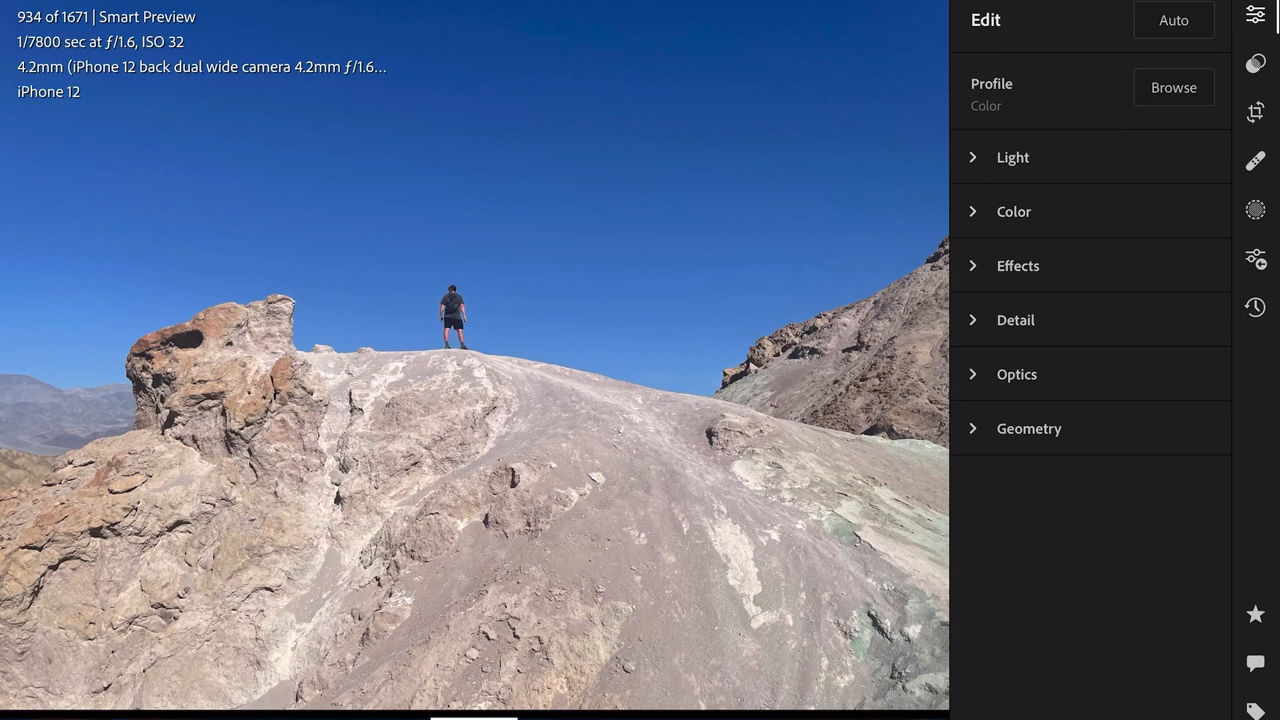 934 of 1671 | Smart Preview
1/7800 sec at ƒ/1.6, ISO 32
4.2mm (iPhone 12 back dual wide camera 4.2mm ƒ/1.6...
iPhone 12
Edit
Auto
Profile
Color
Browse
Light
Color
Effects
Detail
Optics
Geometry